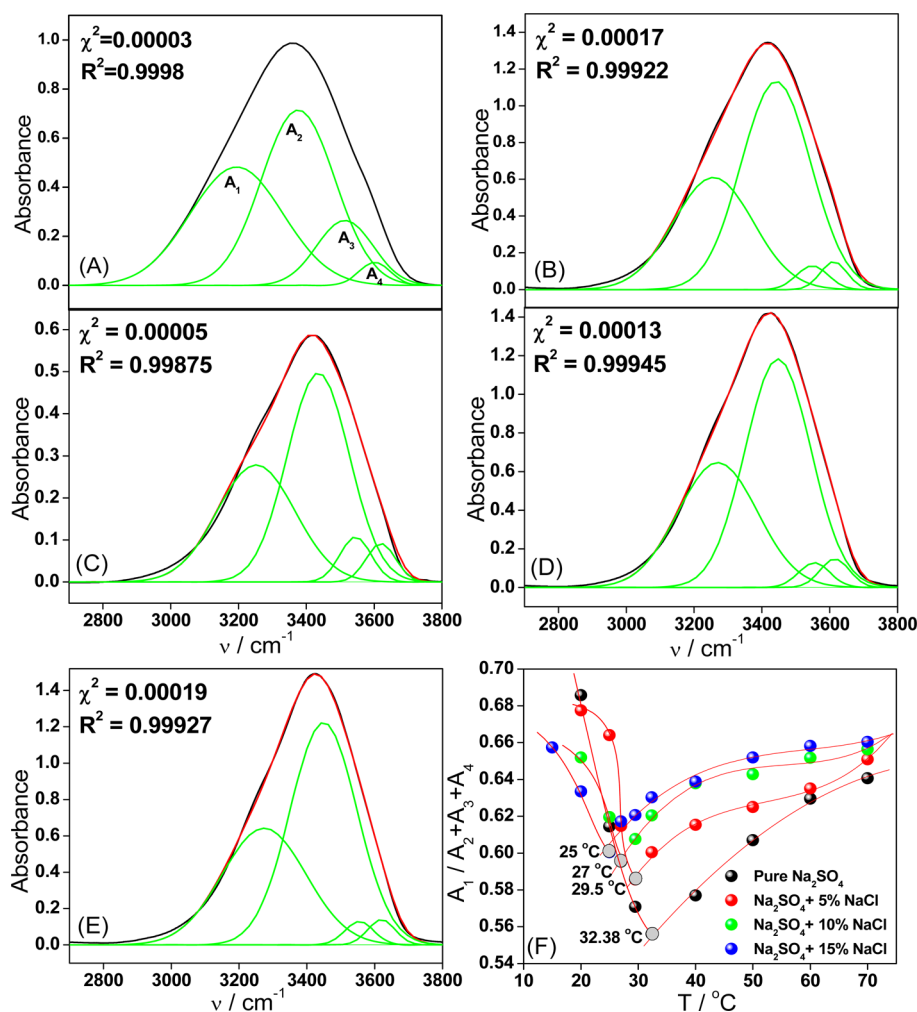 χ²=0.00003
R²=0.9998
1.0
0.8
0.6
0.4
0.2
0.0
Absorbance
A₁
A₂
A₃
A₄
(A)
χ² = 0.00017
R² = 0.99922
1.4
1.2
1.0
0.8
0.6
0.4
0.2
0.0
Absorbance
(B)
χ² = 0.00005
R² = 0.99875
0.6
0.5
0.4
0.3
0.2
0.1
0.0
Absorbance
(C)
2800 3000 3200 3400 3600 3800
ν / cm⁻¹
χ² = 0.00013
R² = 0.99945
1.4
1.2
1.0
0.8
0.6
0.4
0.2
0.0
Absorbance
(D)
2800 3000 3200 3400 3600 3800
ν / cm⁻¹
χ² = 0.00019
R² = 0.99927
1.4
1.2
1.0
0.8
0.6
0.4
0.2
0.0
Absorbance
(E)
2800 3000 3200 3400 3600 3800
ν / cm⁻¹
0.70
0.68
0.66
0.64
0.62
0.60
0.58
0.56
0.54
A₁ / A₂+A₃+A₄
25 °C
27 °C
29.5 °C
32.38 °C
Pure Na₂SO₄
Na₂SO₄+ 5% NaCl
Na₂SO₄+ 10% NaCl
Na₂SO₄+ 15% NaCl
(F)
10 20 30 40 50 60 70
T / °C